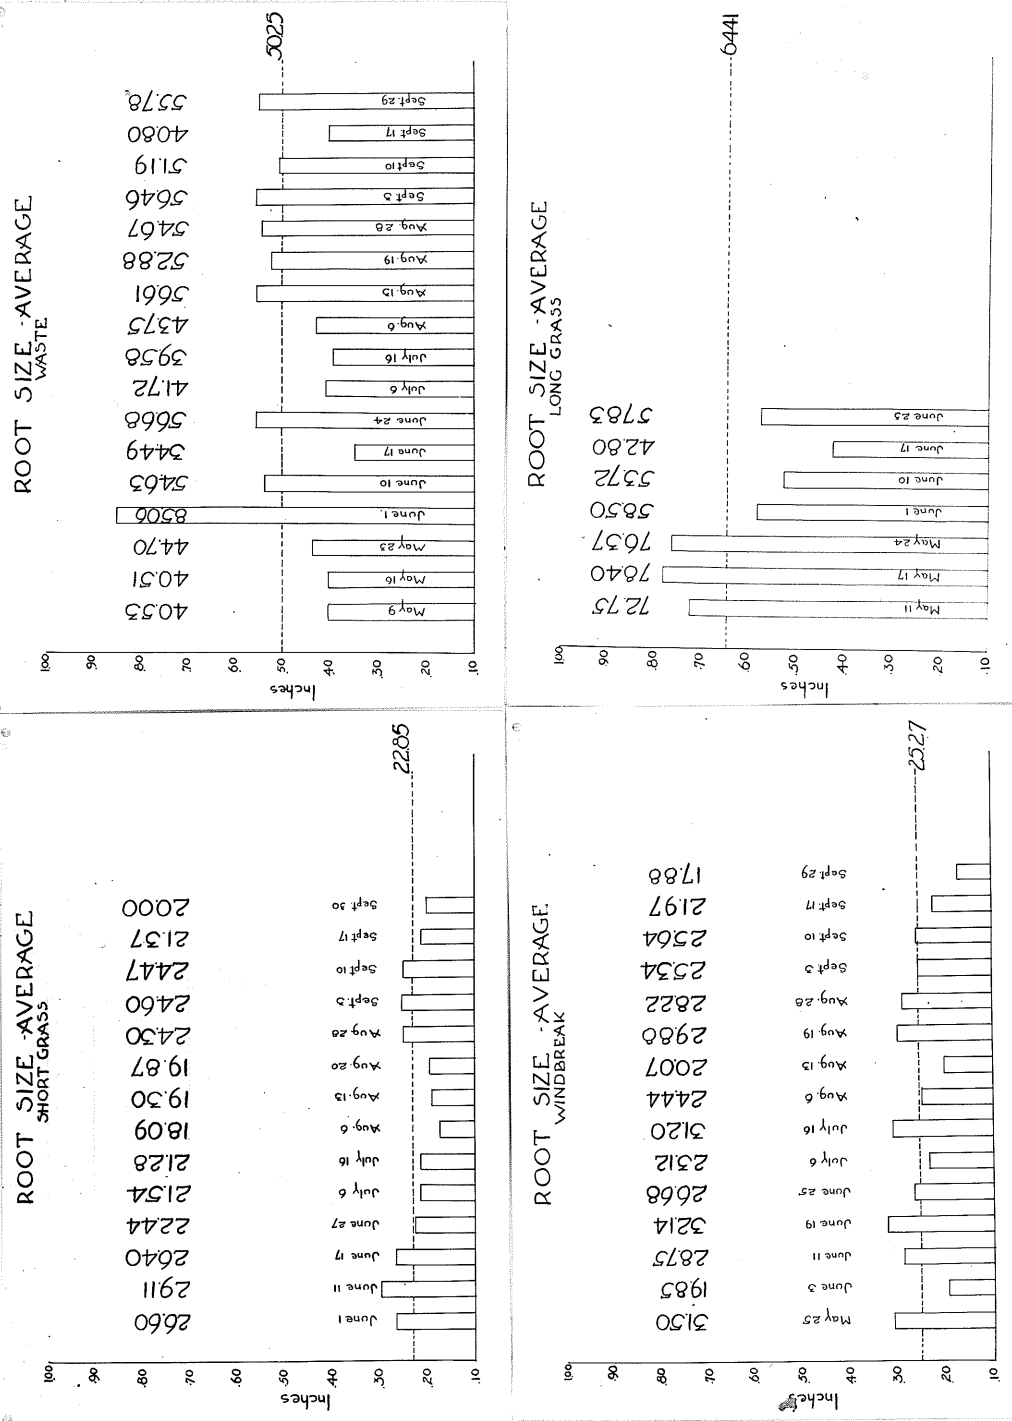 ROOT SIZE - AVERAGE
WASTE
5025
55.78 Sept. 29
40.80 Sept 17
51.19 Sept 10
5646 Sept. 3
54.67 Aug. 28
52.88 Aug. 19
56.61 Aug. 13
43.75 Aug. 6
39.58 July 16
41.72 July 6
56.68 June 24
34.49 June 17
54.63 June 10
85.06 June 1.
44.70 May 23
40.31 May 16
40.53 May 9
1.00 .90 .80 .70 .60 .50 .40 .30 .20 .10
Inches
ROOT SIZE - AVERAGE
LONG GRASS
6441
57.83 June 25
42.80 June 17
53.72 June 10
58.50 June 1
76.37 May 24
78.40 May 17
72.75 May 11
1.00 .90 .80 .70 .60 .50 .40 .30 .20 .10
Inches
ROOT SIZE - AVERAGE
SHORT GRASS
22.85
20.00 Sept. 30
21.37 Sept 17
24.47 Sept 10
24.60 Sept. 3
24.30 Aug. 28
19.87 Aug. 20
19.30 Aug. 13
18.09 Aug. 6
21.28 July 16
21.54 July 6
22.44 June 27
26.40 June 17
29.11 June 11
26.60 June 1
1.00 .90 .80 .70 .60 .50 .40 .30 .20 .10
Inches
ROOT SIZE - AVERAGE
WINDBREAK
25.27
17.88 Sept. 29
21.97 Sept. 17
25.64 Sept 10
25.34 Sept. 3
28.22 Aug. 28
29.80 Aug. 19
20.07 Aug. 13
24.44 Aug. 6
31.20 July 16
23.12 July 6
26.68 June 25
32.14 June 19
28.75 June 11
19.85 June 3
31.50 May 25
1.00 .90 .80 .70 .60 .50 .40 .30 .20 .10
Inches